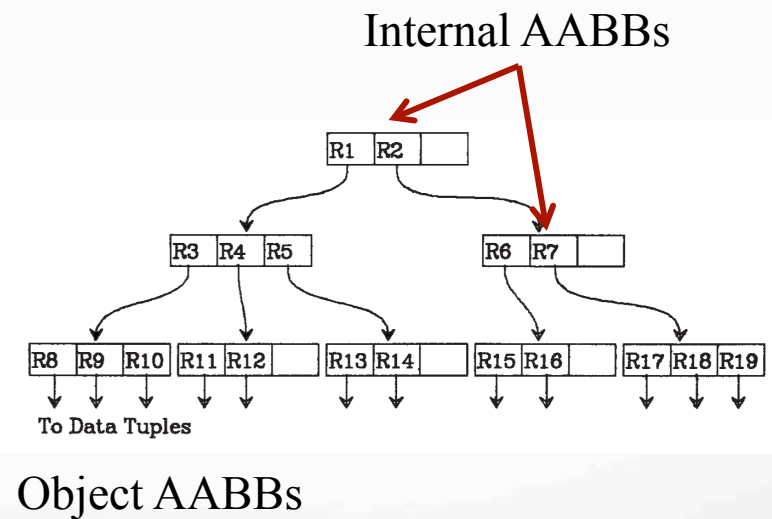 Internal AABBs
R1 R2
R3 R4 R5 R6 R7
R8 R9 R10 R11 R12 R13 R14 R15 R16 R17 R18 R19
To Data Tuples
Object AABBs